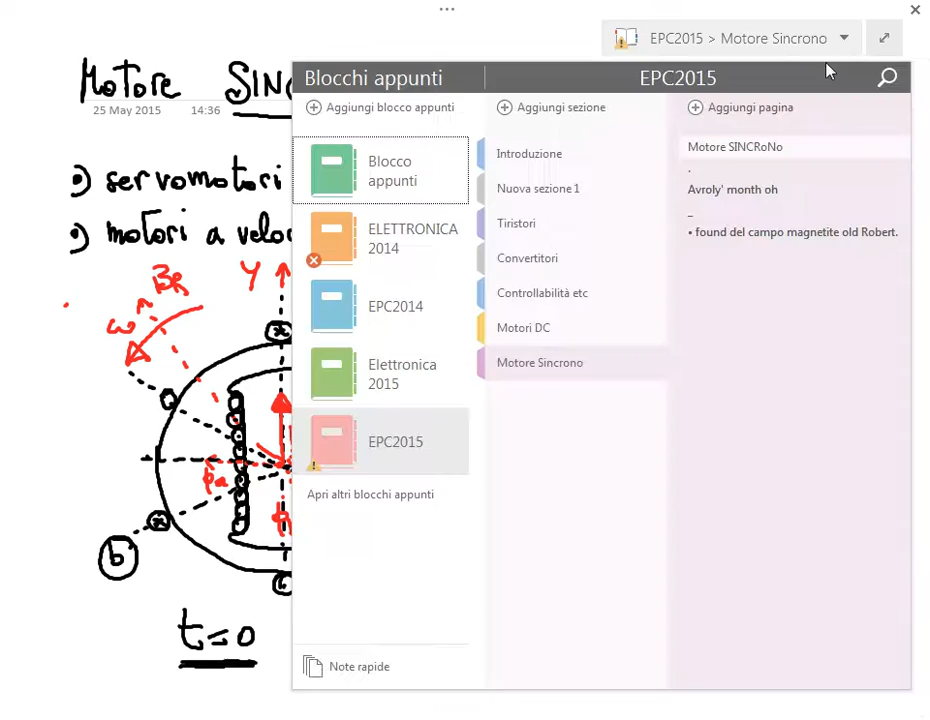 EPC2015 > Motore Sincrono
Motore SINC
25 May 2015 14:36
•) servomotori
•) motori a velo
Y
BR
ω
x
φa
x
b
t=0
Blocchi appunti
Aggiungi blocco appunti
Blocco appunti
ELETTRONICA 2014
EPC2014
Elettronica 2015
EPC2015
Apri altri blocchi appunti
Note rapide
EPC2015
Aggiungi sezione
Introduzione
Nuova sezione 1
Tiristori
Convertitori
Controllabilità etc
Motori DC
Motore Sincrono
Aggiungi pagina
Motore SINCRoNo
.
Avroly' month oh
_
• found del campo magnetite old Robert.